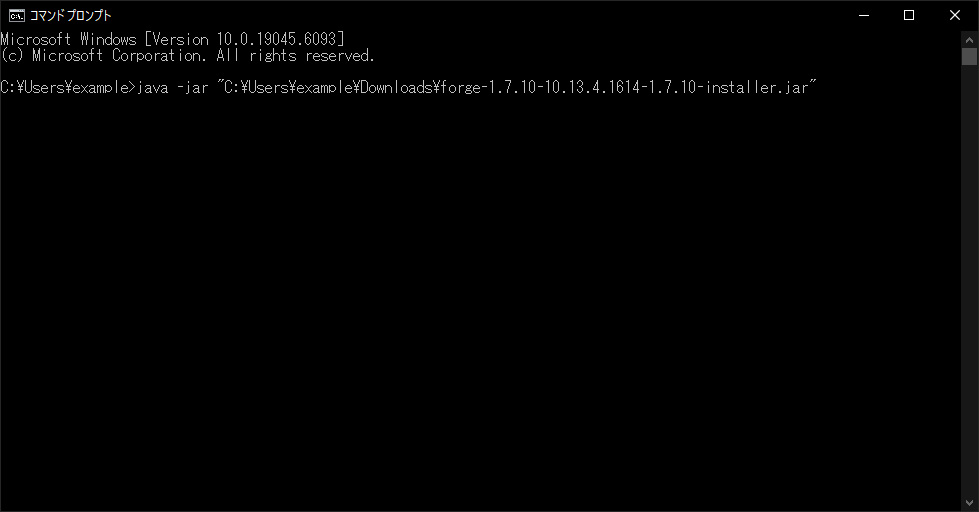 コマンドプロンプト
Microsoft Windows [Version 10.0.19045.6093]
(c) Microsoft Corporation. All rights reserved.
C:¥Users¥example>java -jar "C:¥Users¥example¥Downloads¥forge-1.7.10-10.13.4.1614-1.7.10-installer.jar"